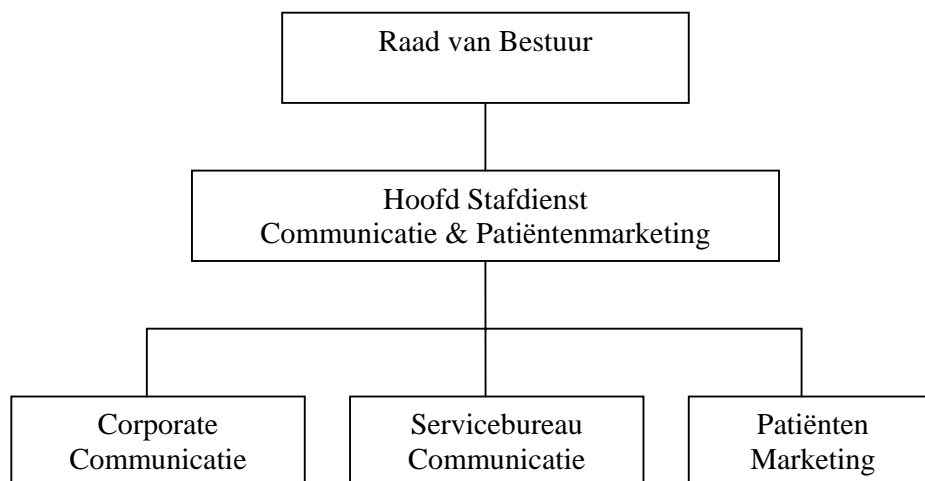 Raad van Bestuur
Hoofd Stafdienst
Communicatie & Patiëntenmarketing
Corporate
Communicatie
Servicebureau
Communicatie
Patiënten
Marketing